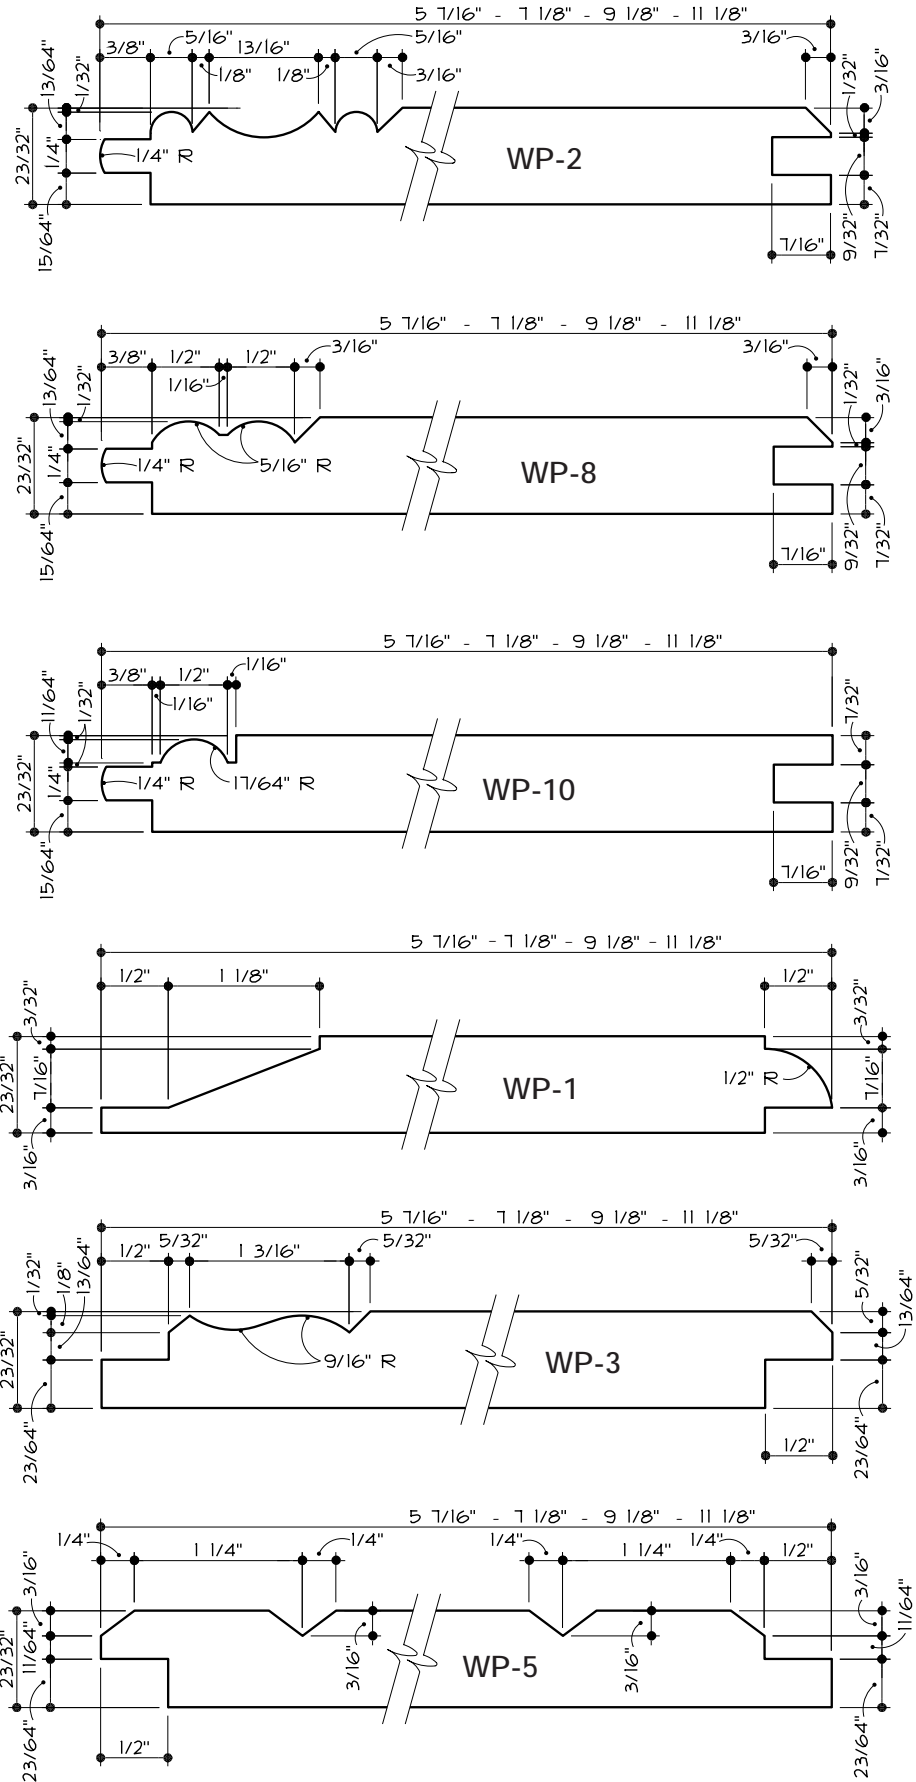 5 7/16" - 7 1/8" - 9 1/8" - 11 1/8"
3/8" 5/16" 1/8" 13/16" 1/8" 5/16" 3/16" 3/16"
13/64" 1/32" 1/32" 3/16"
23/32" 1/4" 1/4" R WP-2
15/64" 9/32" 7/32"
7/16"
5 7/16" - 7 1/8" - 9 1/8" - 11 1/8"
3/8" 1/2" 1/16" 1/2" 3/16" 3/16"
13/64" 1/32" 1/32" 3/16"
23/32" 1/4" 1/4" R 5/16" R WP-8
15/64" 9/32" 7/32"
7/16"
5 7/16" - 7 1/8" - 9 1/8" - 11 1/8"
3/8" 1/16" 1/2" 1/16"
11/64" 1/32" 7/32"
23/32" 1/4" 1/4" R 17/64" R WP-10
15/64" 9/32" 7/32"
7/16"
5 7/16" - 7 1/8" - 9 1/8" - 11 1/8"
1/2" 1 1/8" 1/2"
3/32" 3/32"
23/32" 7/16" WP-1 1/2" R 7/16"
3/16" 3/16"
5 7/16" - 7 1/8" - 9 1/8" - 11 1/8"
1/2" 5/32" 1 3/16" 5/32" 5/32"
1/32" 1/8" 13/64" 5/32" 13/64"
23/32" 9/16" R WP-3
23/64" 23/64"
1/2"
5 7/16" - 7 1/8" - 9 1/8" - 11 1/8"
1/4" 1 1/4" 1/4" 1/4" 1 1/4" 1/4" 1/2"
3/16" 3/16" 11/64"
23/32" 11/64" 3/16" WP-5 3/16"
23/64" 23/64"
1/2"